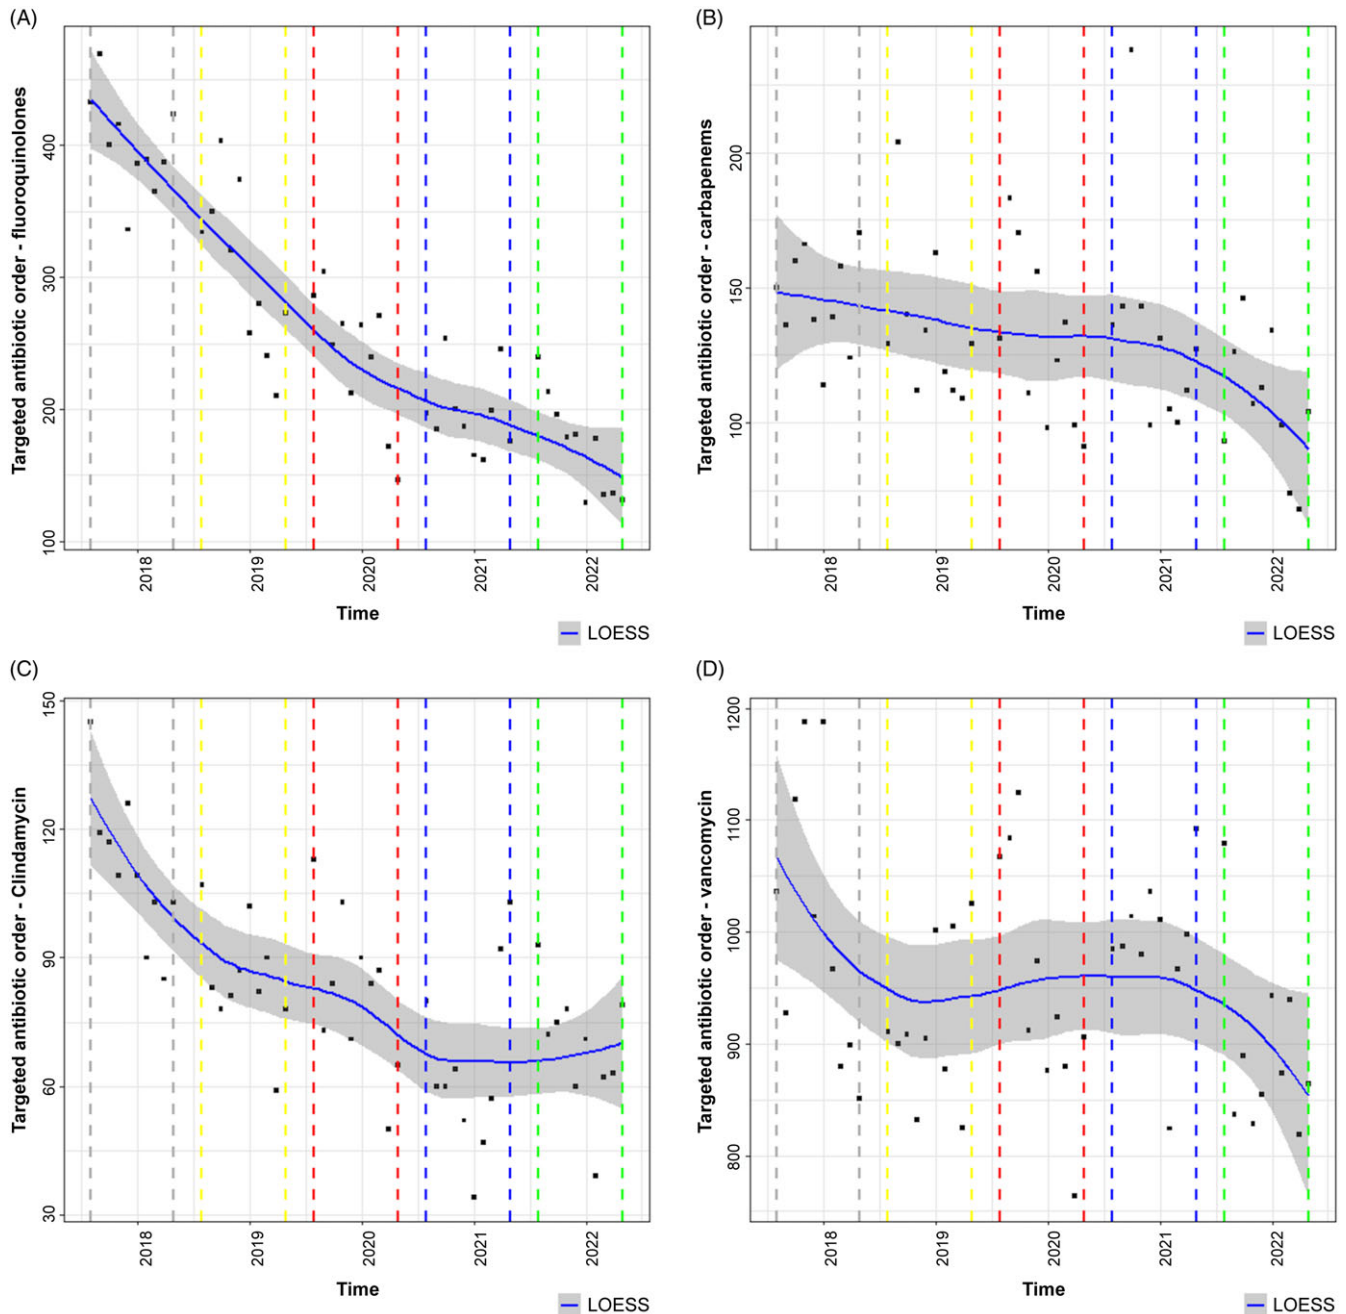 (A)
Targeted antibiotic order - fluoroquinolones
400
300
200
100
2018
2019
2020
2021
2022
Time
LOESS
(B)
Targeted antibiotic order - carbapenems
200
150
100
2018
2019
2020
2021
2022
Time
LOESS
(C)
Targeted antibiotic order - Clindamycin
150
120
90
60
30
2018
2019
2020
2021
2022
Time
LOESS
(D)
Targeted antibiotic order - vancomycin
1200
1100
1000
900
800
2018
2019
2020
2021
2022
Time
LOESS